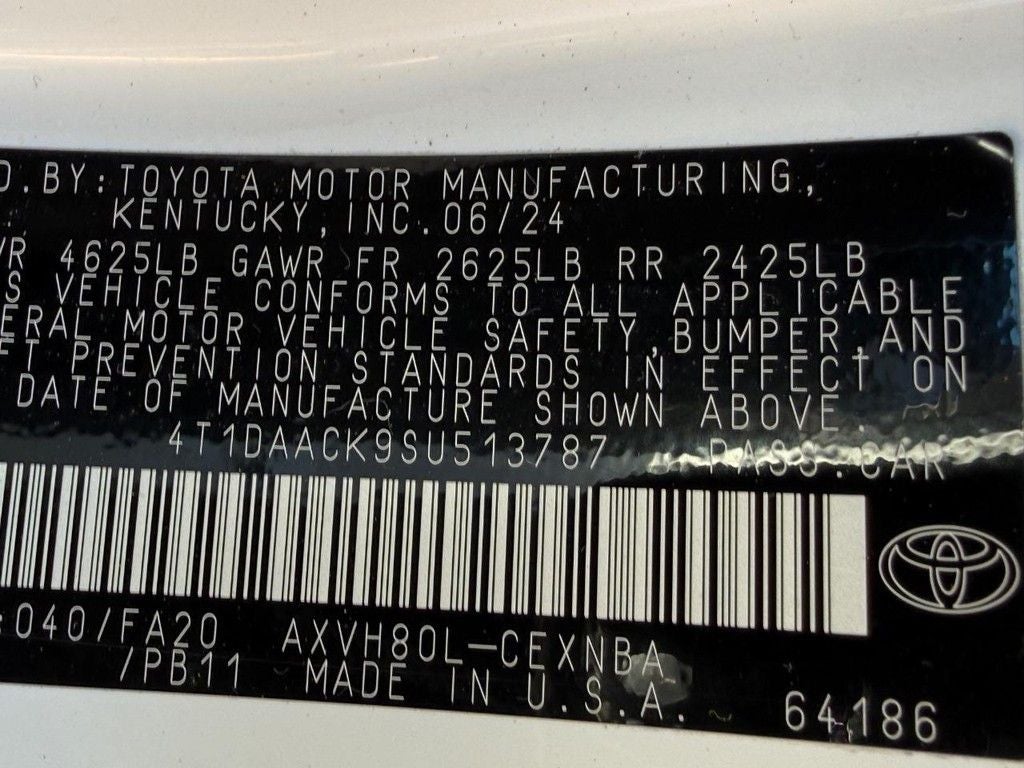 D.BY:TOYOTA MOTOR MANUFACTURING,
KENTUCKY, INC. 06/24
WR 4625LB GAWR FR 2625LB RR 2425LB
S VEHICLE CONFORMS TO ALL APPLICABLE
ERAL MOTOR VEHICLE SAFETY,BUMPER,AND
FT PREVENTION STANDARDS IN EFFECT ON
DATE OF MANUFACTURE SHOWN ABOVE.
4T1DAACK9SU513787 PASS.CAR
:040/FA20 AXVH80L-CEXNBA
/PB11 MADE IN U.S.A. 64186